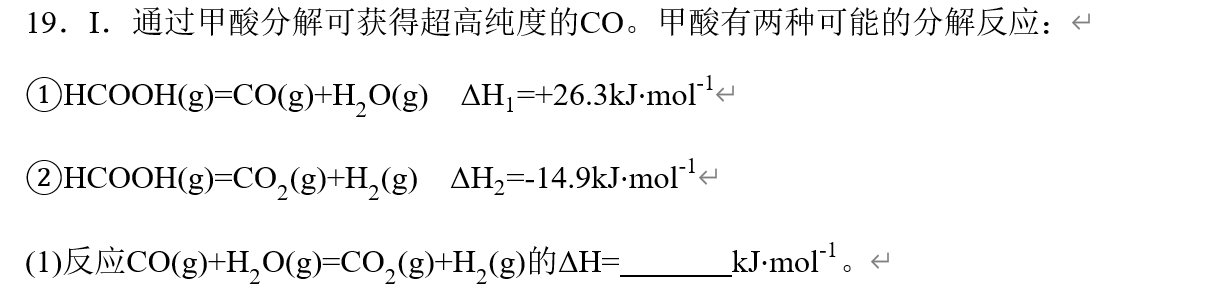 19．I．通过甲酸分解可获得超高纯度的CO。甲酸有两种可能的分解反应：
①HCOOH(g)=CO(g)+H₂O(g) ΔH₁=+26.3kJ·mol⁻¹
②HCOOH(g)=CO₂(g)+H₂(g) ΔH₂=-14.9kJ·mol⁻¹
(1)反应CO(g)+H₂O(g)=CO₂(g)+H₂(g)的ΔH=_______kJ·mol⁻¹。